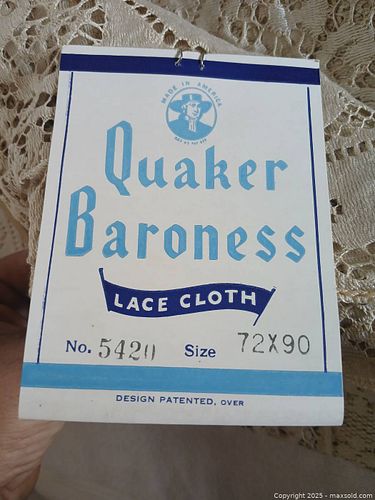 MADE IN AMERICA
Quaker
Baroness
LACE CLOTH
No. 5420 Size 72X90
DESIGN PATENTED, OVER
Copyright 2025 - maxsold.com